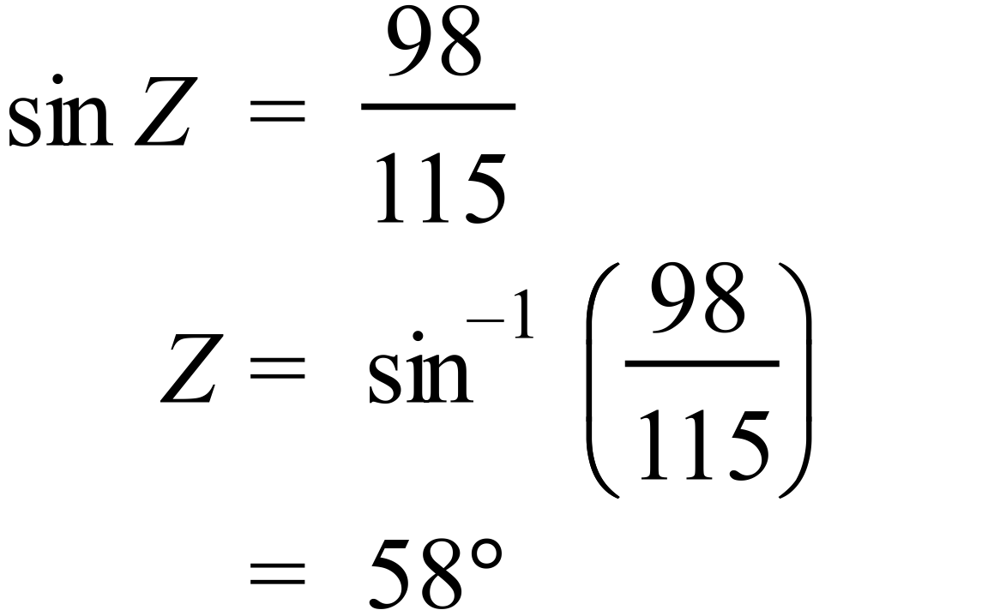 sin Z = 98/115
Z = sin⁻¹ (98/115)
= 58°